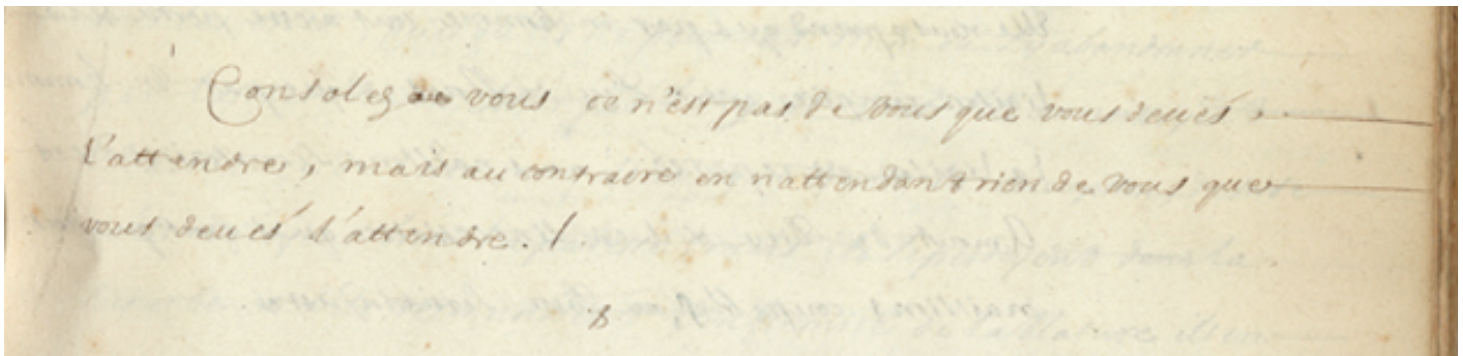 Consolez vous ce n'est pas de vous que vous deués
l'attendre, mais au contraire en n'attendant rien de vous que
vous deués l'attendre. /.